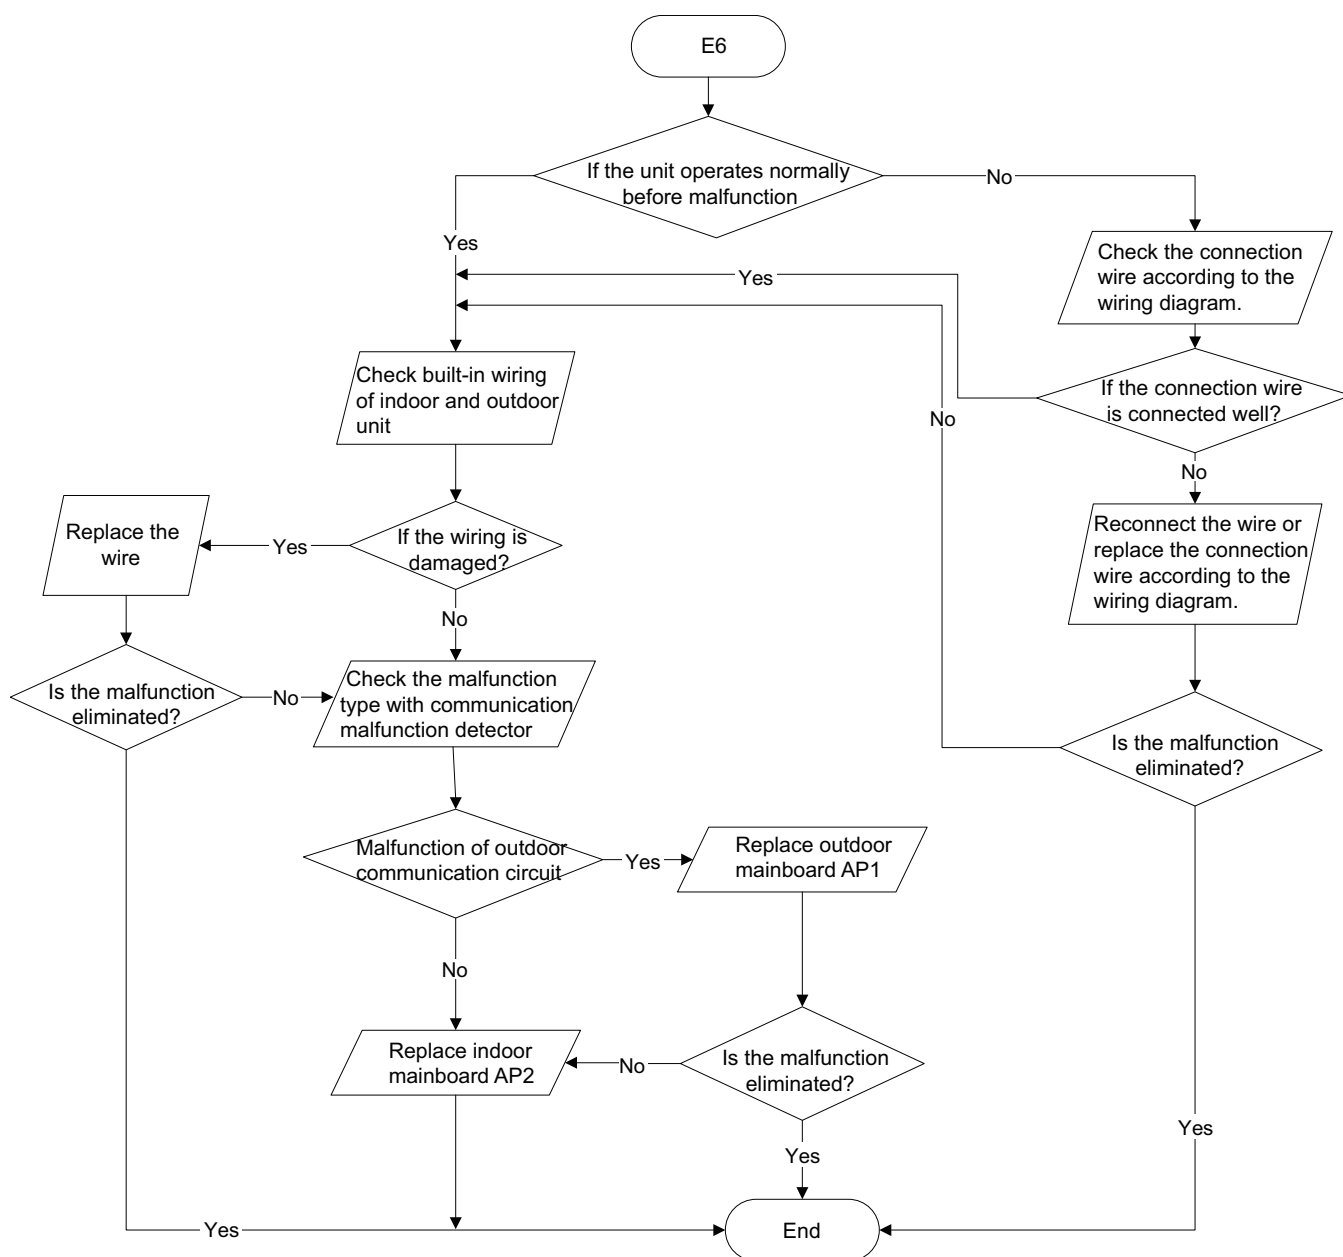 E6
If the unit operates normally
before malfunction
No
Yes
Check the connection
wire according to the
wiring diagram.
Yes
Check built-in wiring
of indoor and outdoor
unit
If the connection wire
is connected well?
No
No
Replace the
wire
Yes
If the wiring is
damaged?
Reconnect the wire or
replace the connection
wire according to the
wiring diagram.
No
Is the malfunction
eliminated?
No
Check the malfunction
type with communication
malfunction detector
Is the malfunction
eliminated?
Malfunction of outdoor
communication circuit
Yes
Replace outdoor
mainboard AP1
No
Replace indoor
mainboard AP2
No
Is the malfunction
eliminated?
Yes
Yes
Yes
End